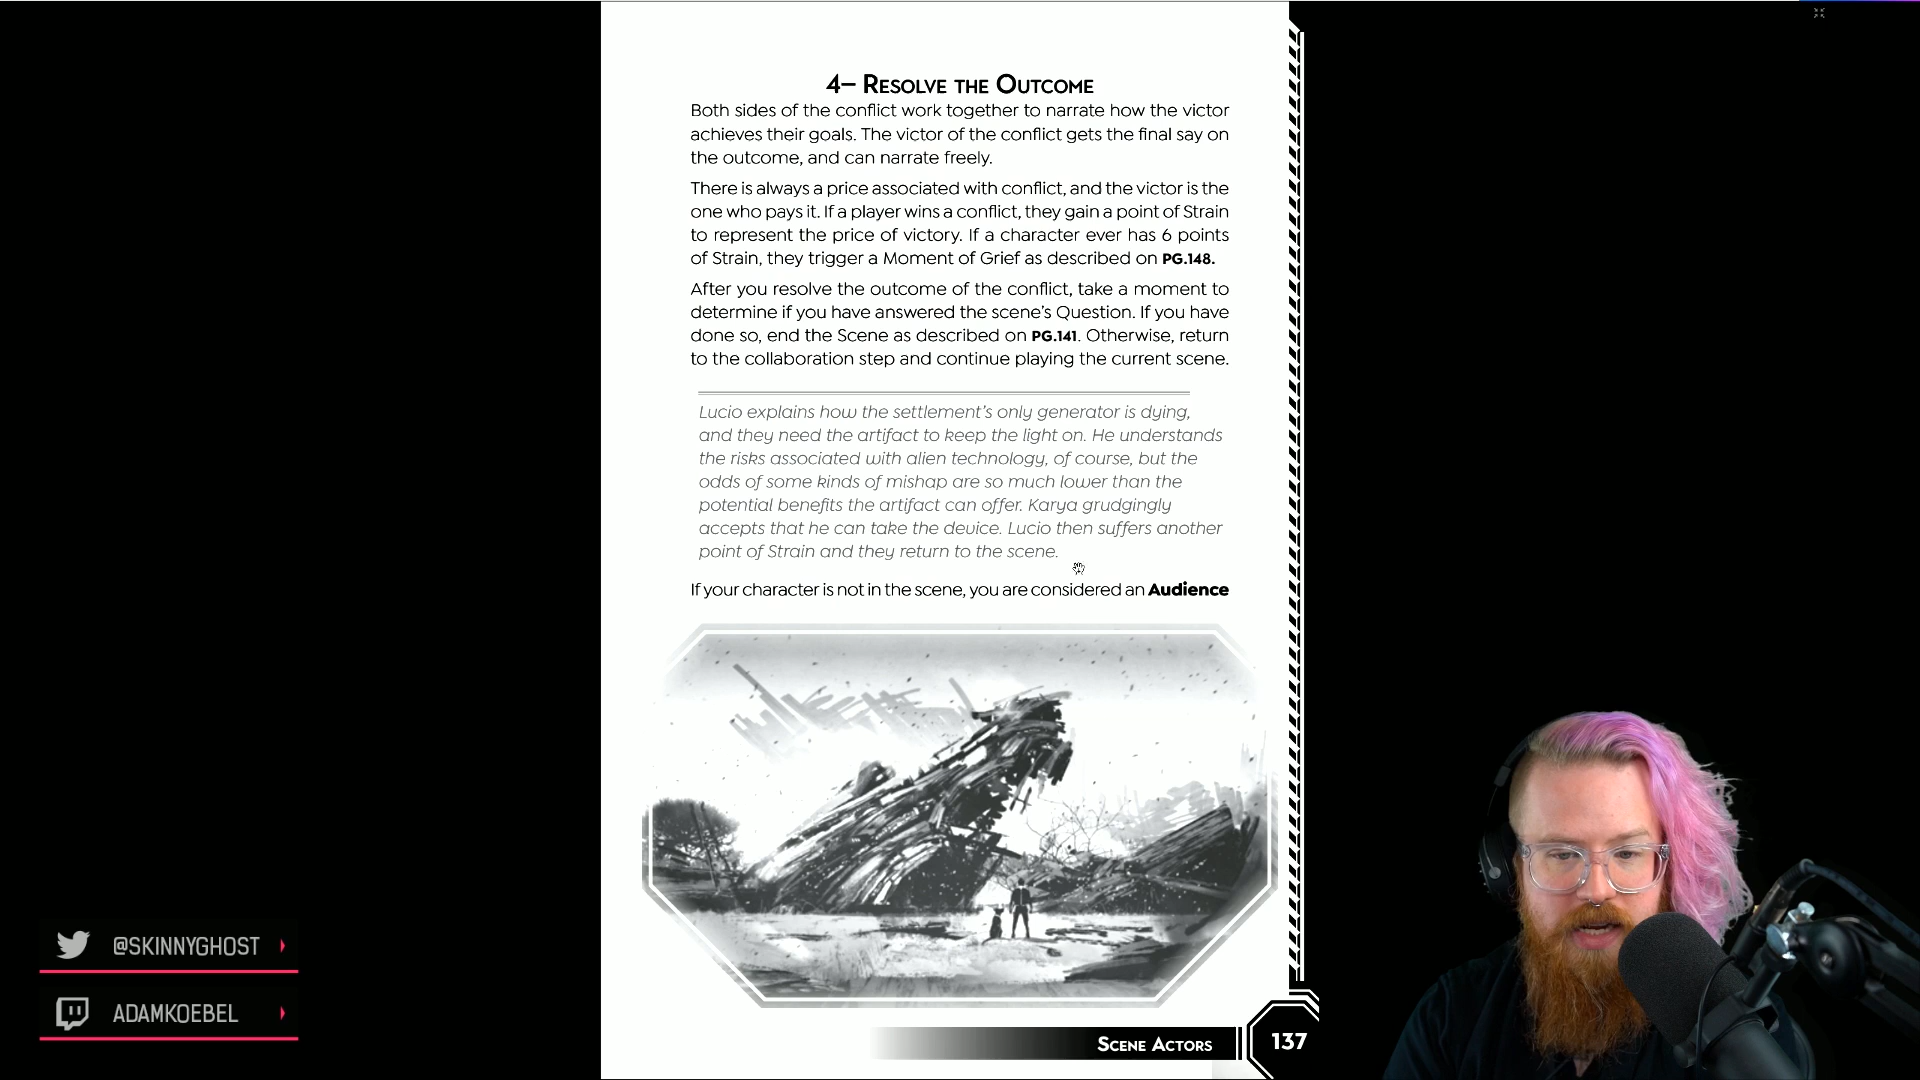 4– Resolve the Outcome
Both sides of the conflict work together to narrate how the victor
achieves their goals. The victor of the conflict gets the final say on
the outcome, and can narrate freely.
There is always a price associated with conflict, and the victor is the
one who pays it. If a player wins a conflict, they gain a point of Strain
to represent the price of victory. If a character ever has 6 points
of Strain, they trigger a Moment of Grief as described on PG.148.
After you resolve the outcome of the conflict, take a moment to
determine if you have answered the scene's Question. If you have
done so, end the Scene as described on PG.141. Otherwise, return
to the collaboration step and continue playing the current scene.
Lucio explains how the settlement's only generator is dying,
and they need the artifact to keep the light on. He understands
the risks associated with alien technology, of course, but the
odds of some kinds of mishap are so much lower than the
potential benefits the artifact can offer. Karya grudgingly
accepts that he can take the device. Lucio then suffers another
point of Strain and they return to the scene.
If your character is not in the scene, you are considered an Audience
Scene Actors
137
@SKINNYGHOST
ADAMKOEBEL